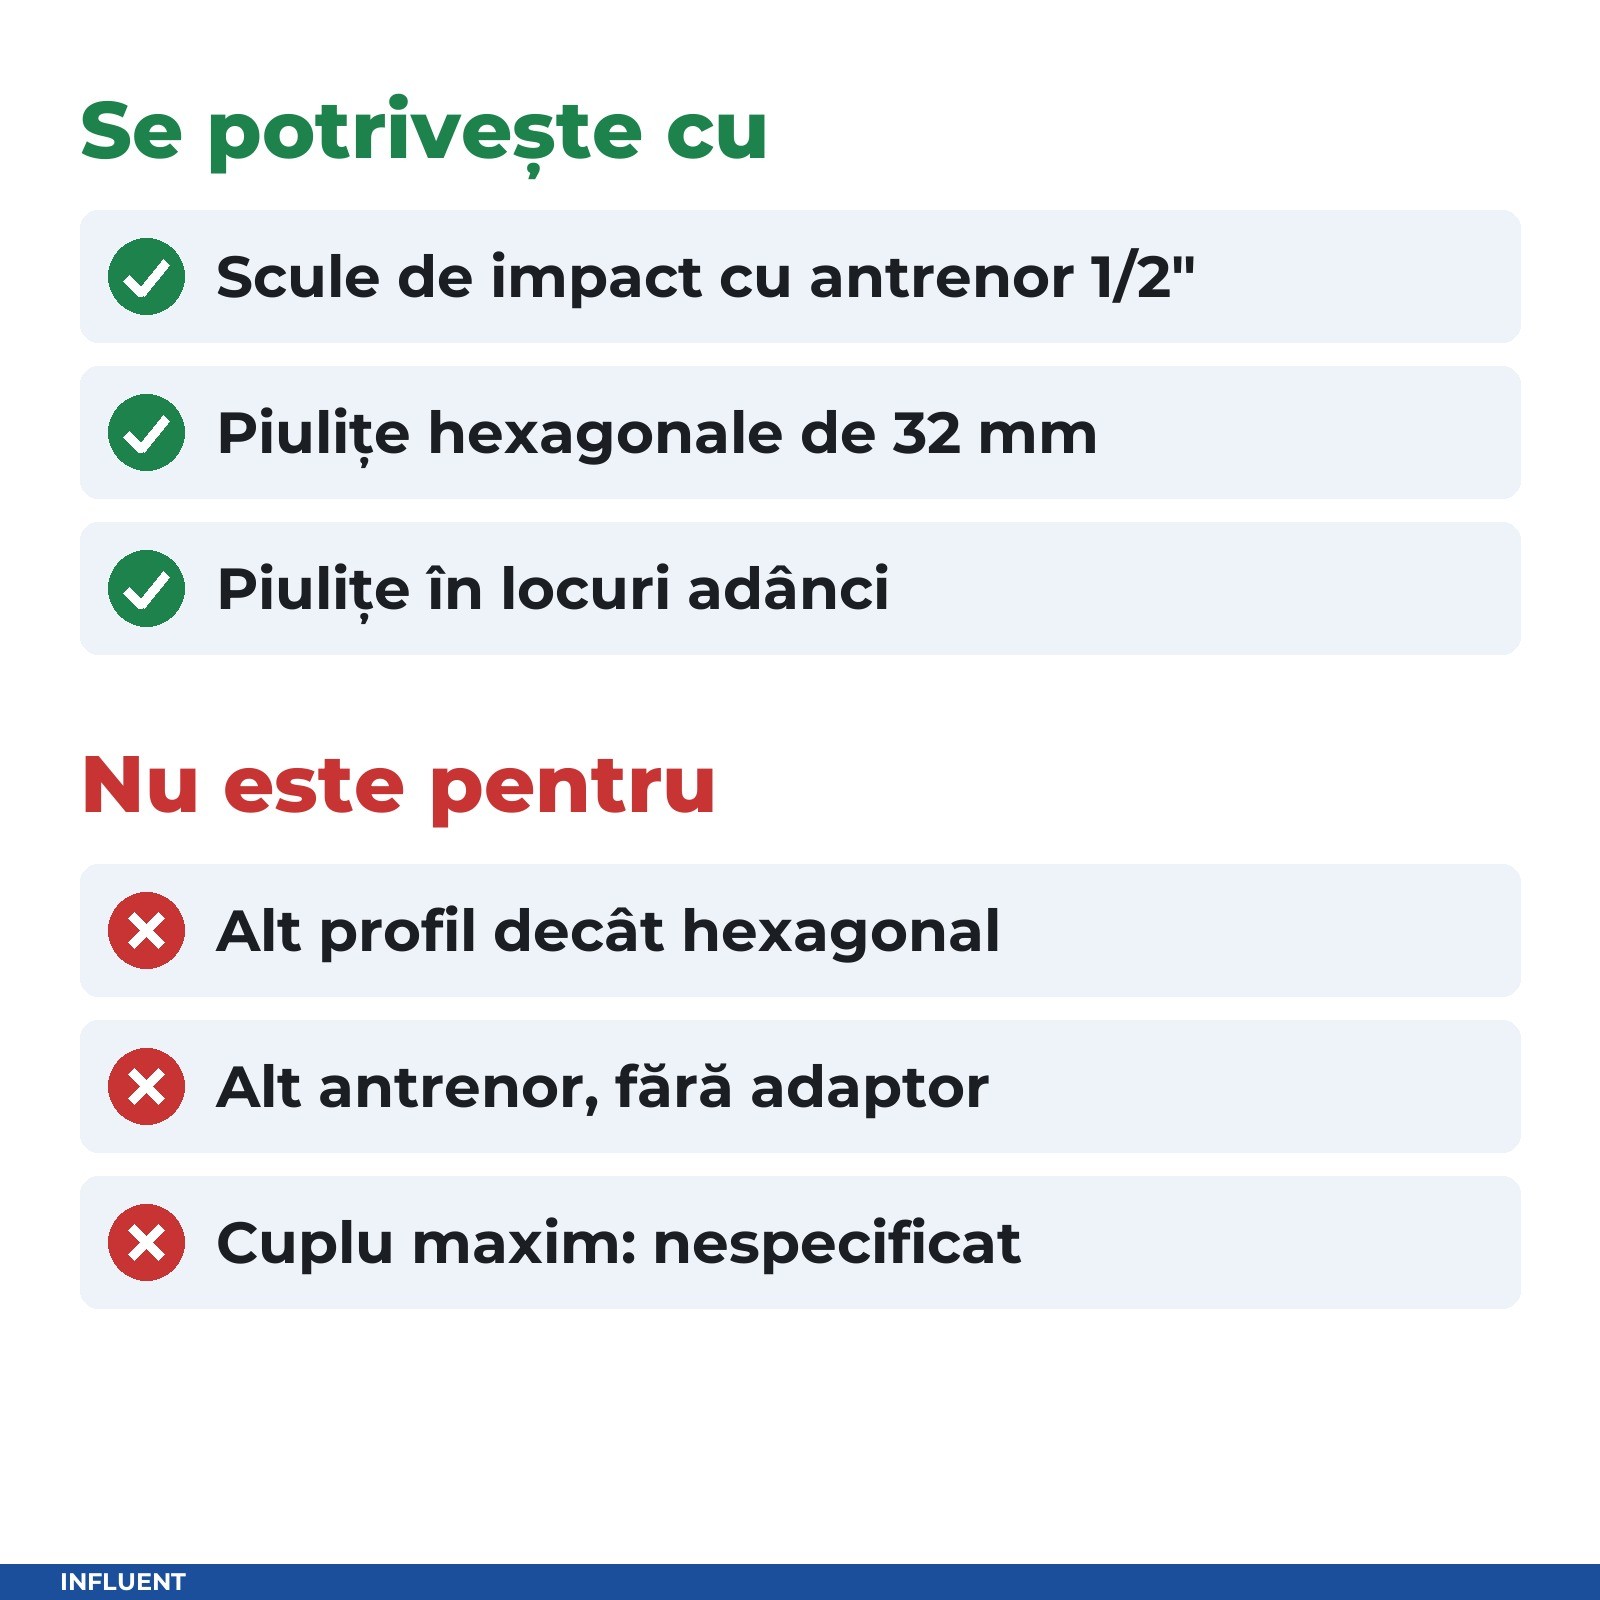 Se potrivește cu
Scule de impact cu antrenor 1/2"
Piulițe hexagonale de 32 mm
Piulițe în locuri adânci
Nu este pentru
Alt profil decât hexagonal
Alt antrenor, fără adaptor
Cuplu maxim: nespecificat
INFLUENT